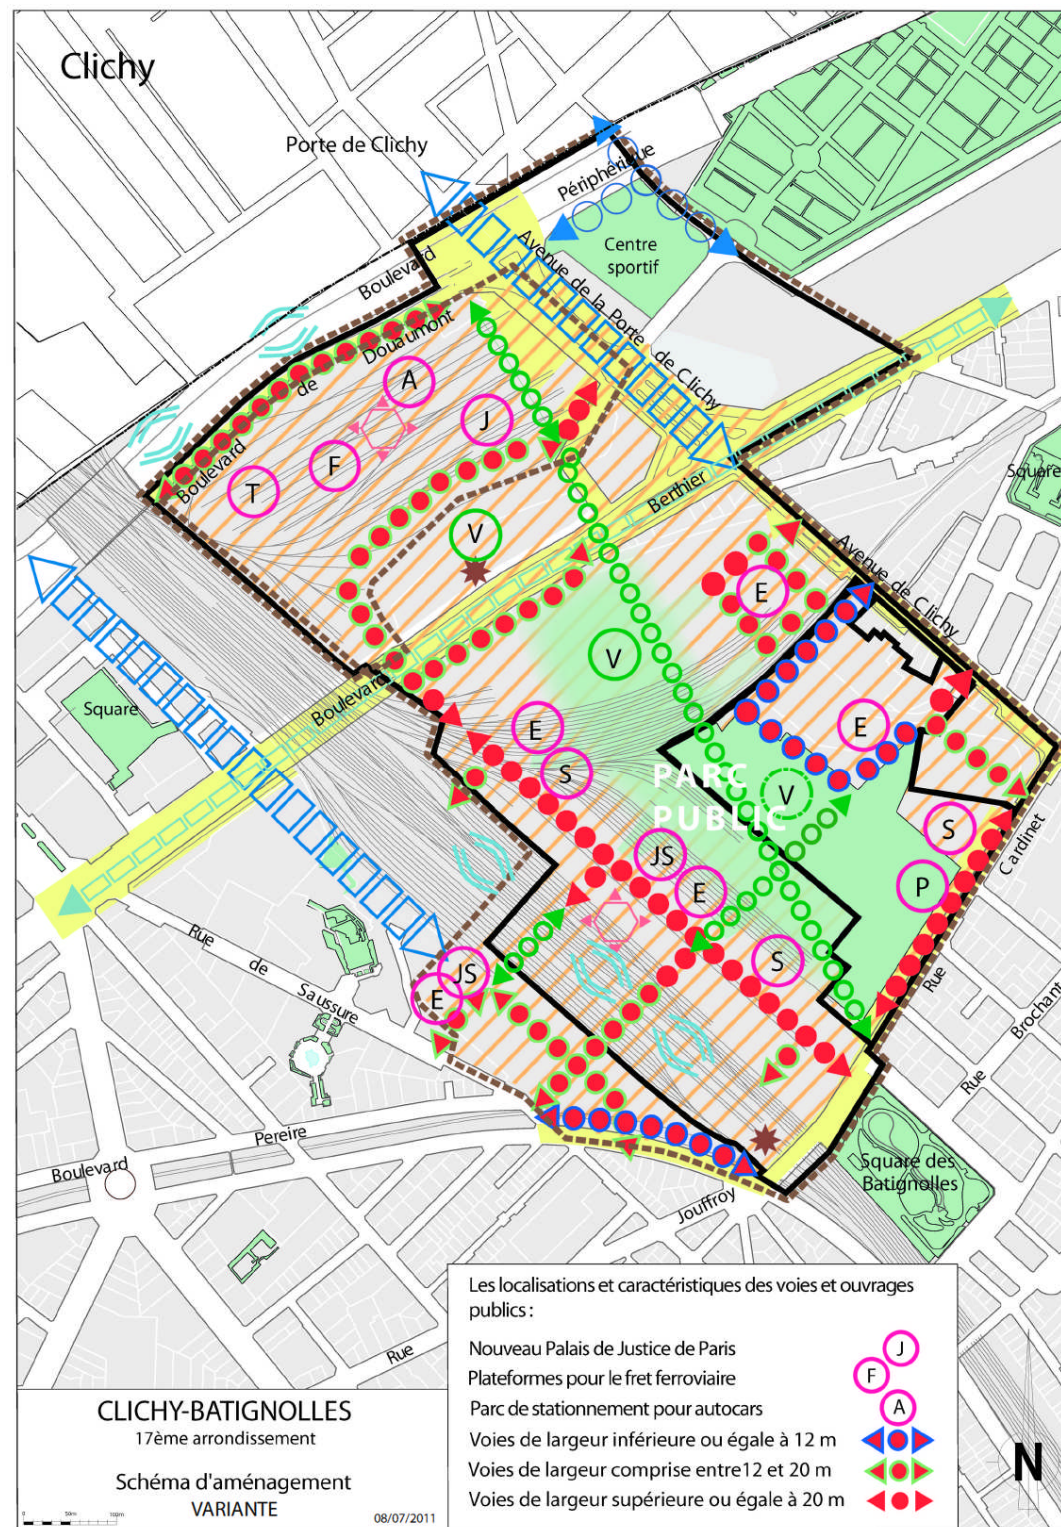 Clichy
Porte de Clichy
Périphérique
Boulevard
Centre
sportif
Avenue de la Porte de Clichy
Boulevard de Douaumont
A
J
F
T
V
Berthier
Square
Avenue de Clichy
E
V
Boulevard
Square
E
S
E
PARC
PUBLIC
V
S
JS
E
P
Cardinet
Rue
S
JS
E
Rue
de
Saussure
Brochant
Rue
Pereire
Boulevard
Square des
Batignolles
Jouffroy
Rue
Les localisations et caractéristiques des voies et ouvrages
publics :
Nouveau Palais de Justice de Paris J
Plateformes pour le fret ferroviaire F
Parc de stationnement pour autocars A
Voies de largeur inférieure ou égale à 12 m
Voies de largeur comprise entre12 et 20 m
Voies de largeur supérieure ou égale à 20 m
N
CLICHY-BATIGNOLLES
17ème arrondissement
Schéma d'aménagement
VARIANTE
08/07/2011
0 50m 100m